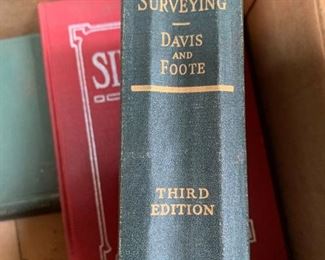 SURVEYING
DAVIS
AND
FOOTE
THIRD
EDITION